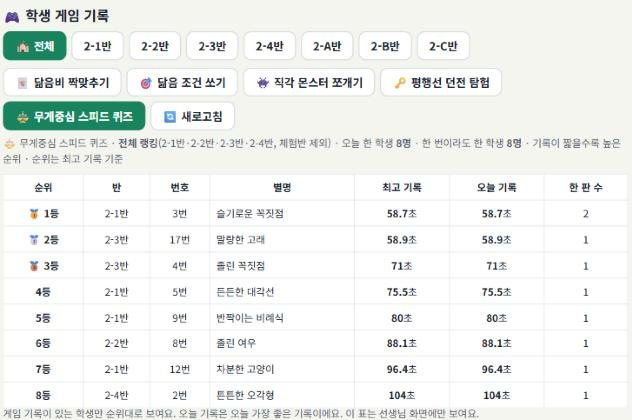 학생 게임 기록
전체 2-1반 2-2반 2-3반 2-4반 2-A반 2-B반 2-C반
닮음비 짝맞추기 닮음 조건 쏘기 직각 몬스터 쪼개기 평행선 던전 탐험
무게중심 스피드 퀴즈 새로고침
무게중심 스피드 퀴즈 · 전체 랭킹(2-1반·2-2반·2-3반·2-4반, 체험반 제외) · 오늘 한 학생 8명 · 한 번이라도 한 학생 8명 · 기록이 짧을수록 높은
순위 · 순위는 최고 기록 기준
순위 반 번호 별명 최고 기록 오늘 기록 한 판 수
1등 2-1반 3번 슬기로운 꼭짓점 58.7초 58.7초 2
2등 2-3반 17번 말랑한 고래 58.9초 58.9초 1
3등 2-3반 4번 졸린 꼭짓점 71초 71초 1
4등 2-1반 5번 든든한 대각선 75.5초 75.5초 1
5등 2-1반 9번 반짝이는 비례식 80초 80초 1
6등 2-2반 8번 졸린 여우 88.1초 88.1초 1
7등 2-1반 12번 차분한 고양이 96.4초 96.4초 1
8등 2-4반 2번 튼튼한 오각형 104초 104초 1
게임 기록이 있는 학생만 순위대로 보여요. 오늘 기록은 오늘 가장 좋은 기록이에요. 이 표는 선생님 화면에만 보여요.